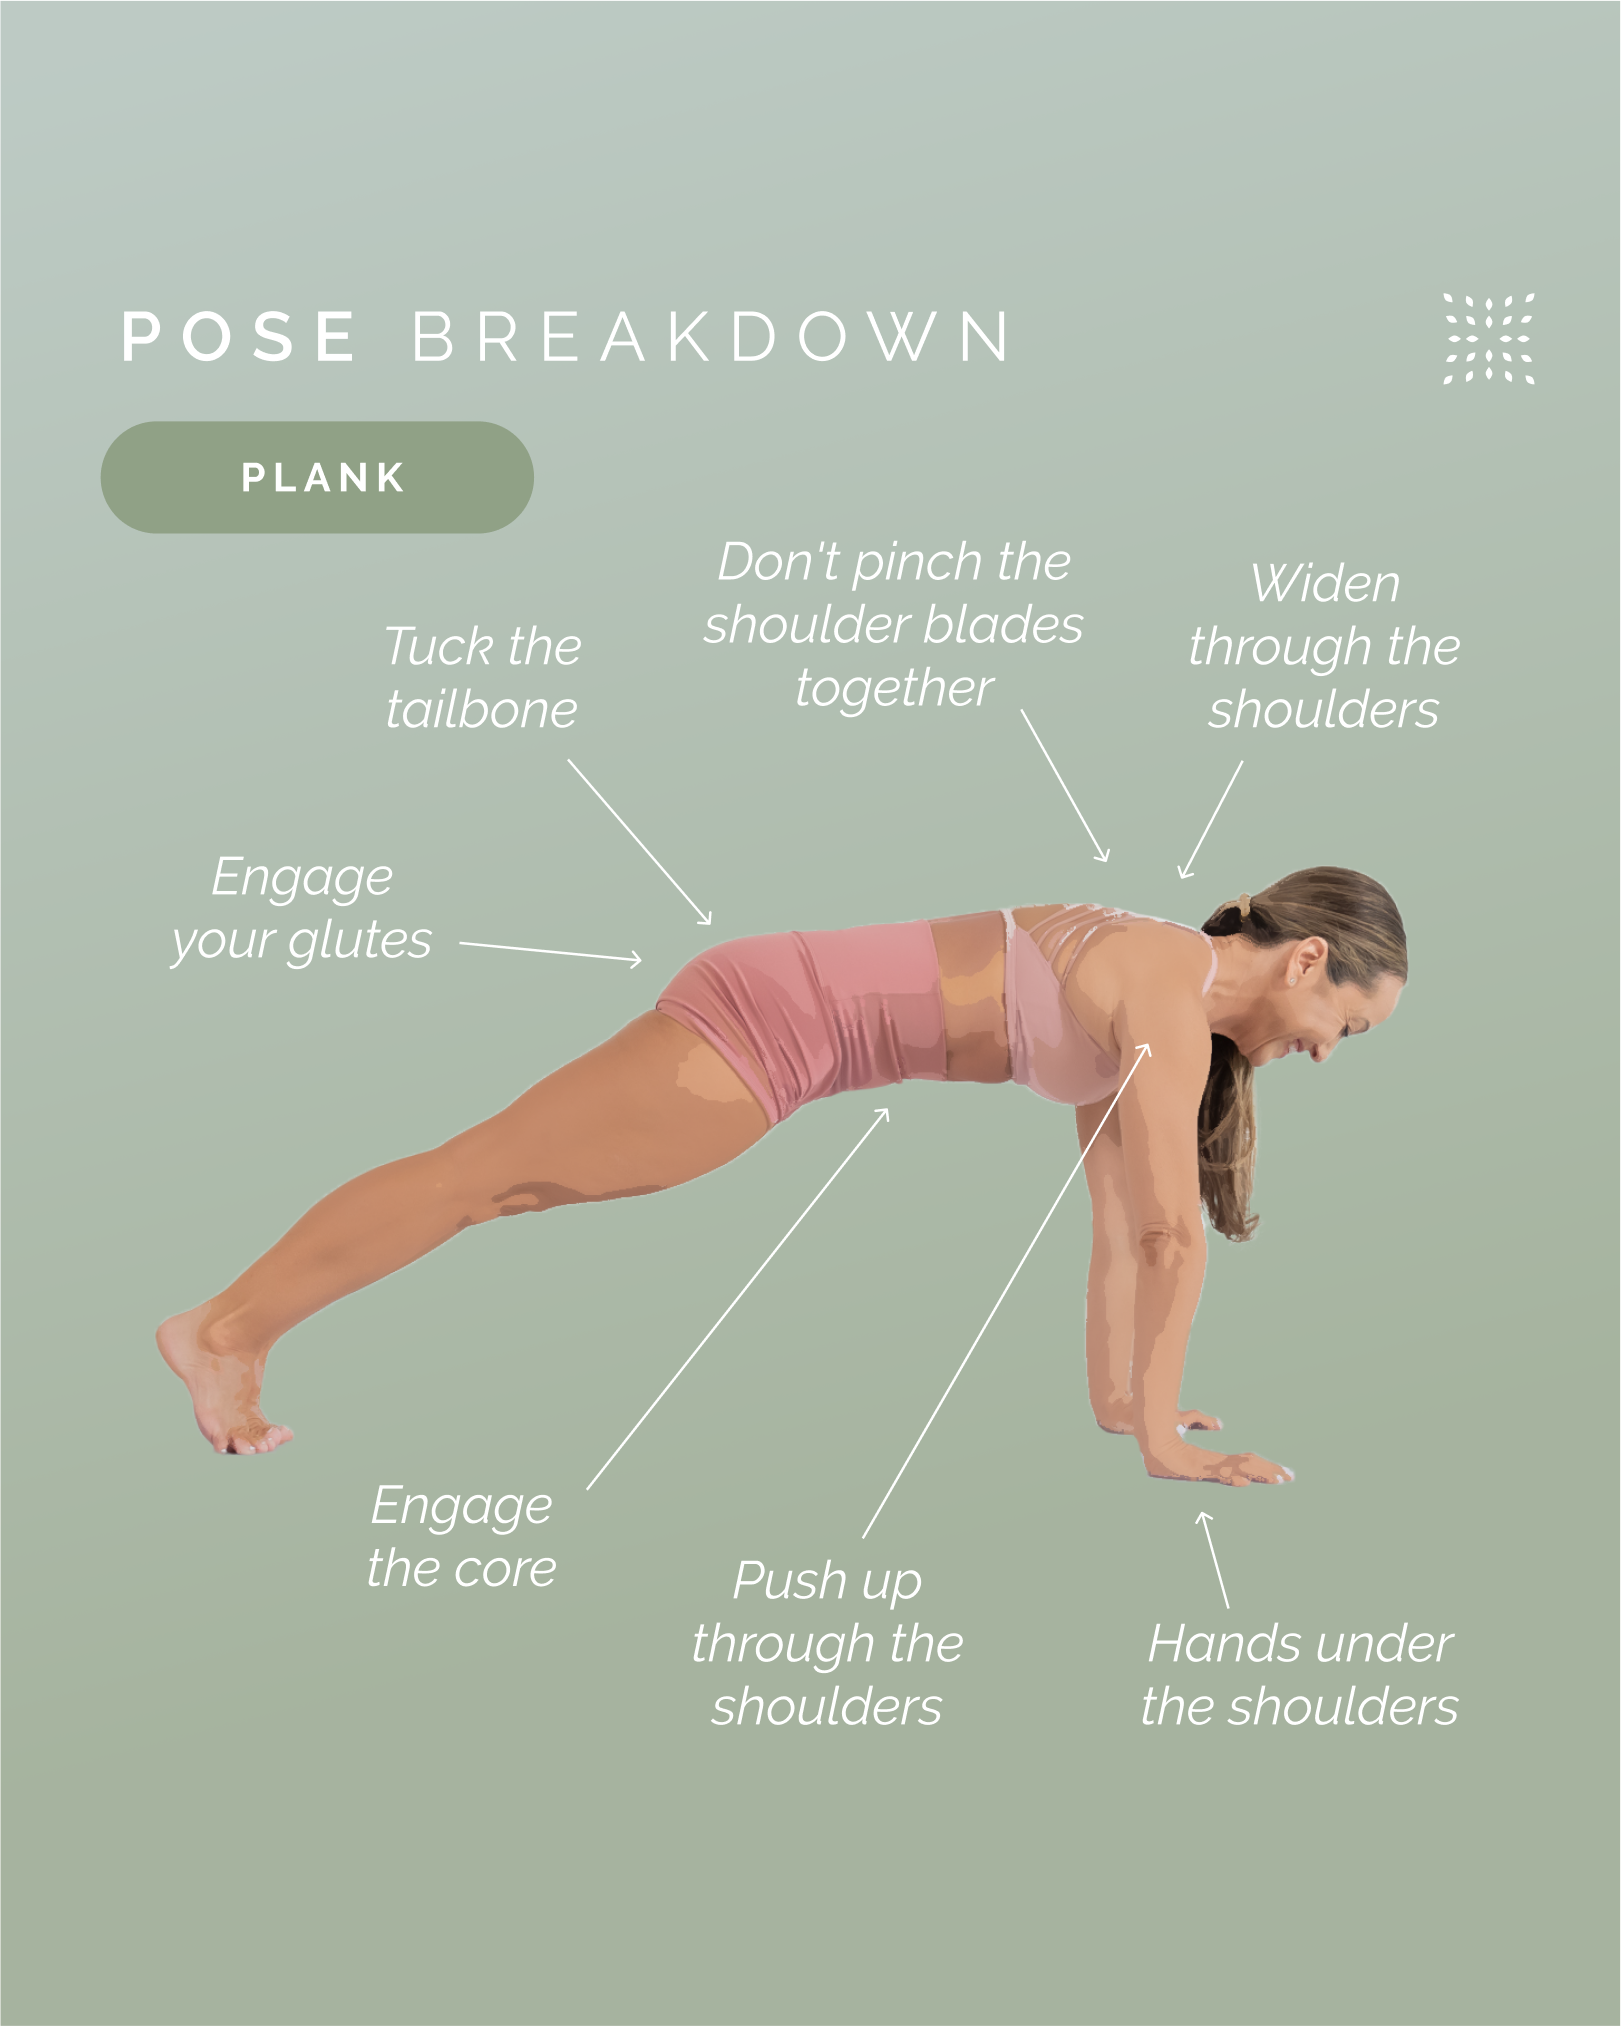 POSE BREAKDOWN
PLANK
Don't pinch the
shoulder blades
together
Widen
through the
shoulders
Tuck the
tailbone
Engage
your glutes
Engage
the core
Push up
through the
shoulders
Hands under
the shoulders